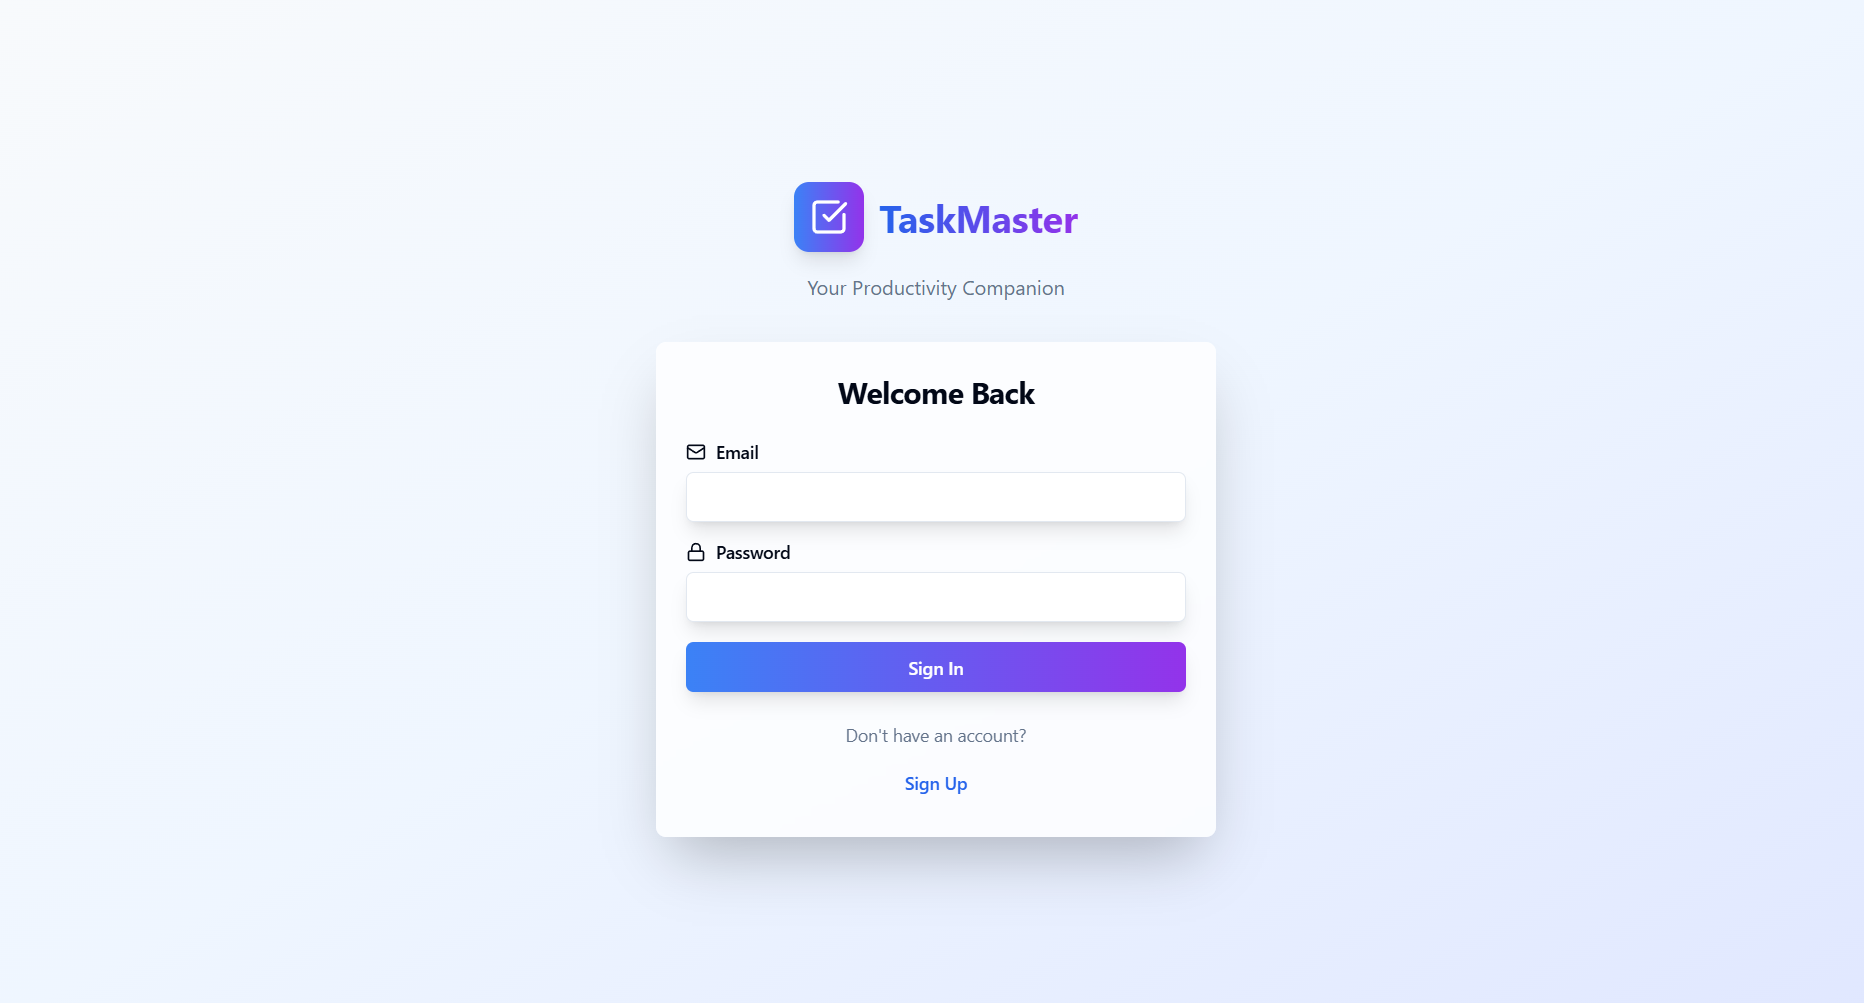 TaskMaster
Your Productivity Companion
Welcome Back
Email
Password
Sign In
Don't have an account?
Sign Up